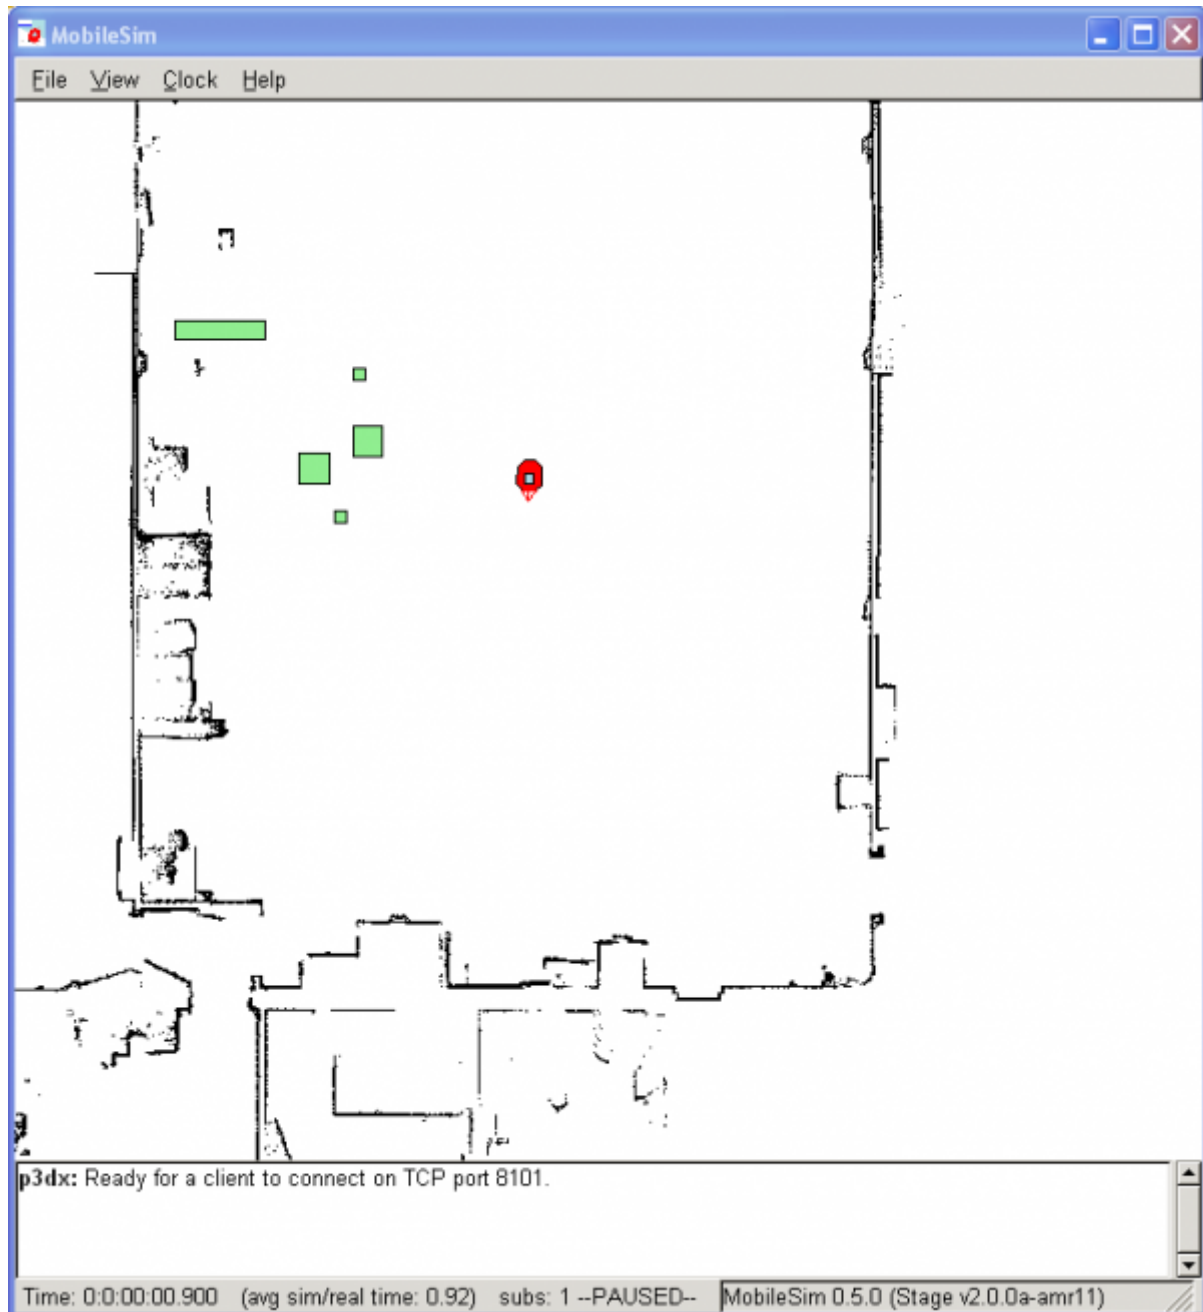 MobileSim
File View Clock Help
p3dx: Ready for a client to connect on TCP port 8101.
Time: 0:0:00:00.900 (avg sim/real time: 0.92) subs: 1 --PAUSED-- MobileSim 0.5.0 (Stage v2.0.0a-amr11)